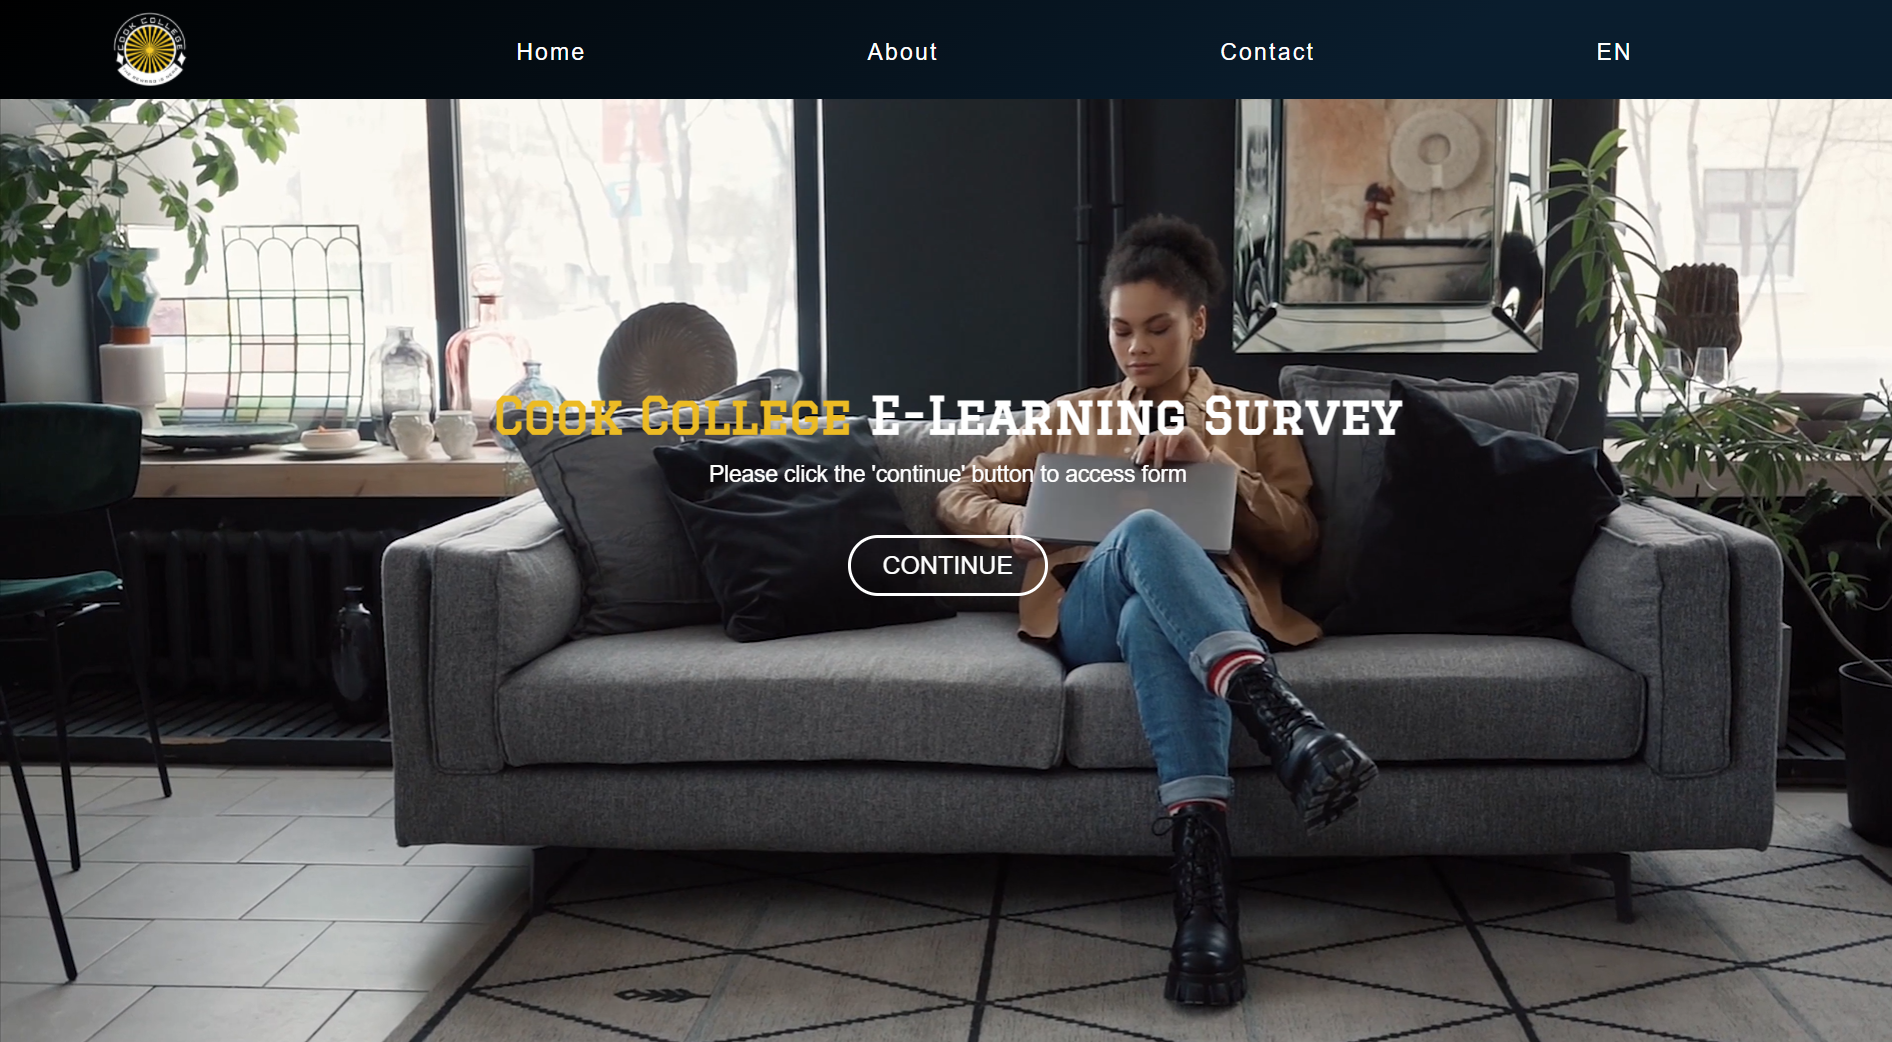 COOK COLLEGE
Home
About
Contact
EN
Cook College E-Learning Survey
Please click the 'continue' button to access form
CONTINUE